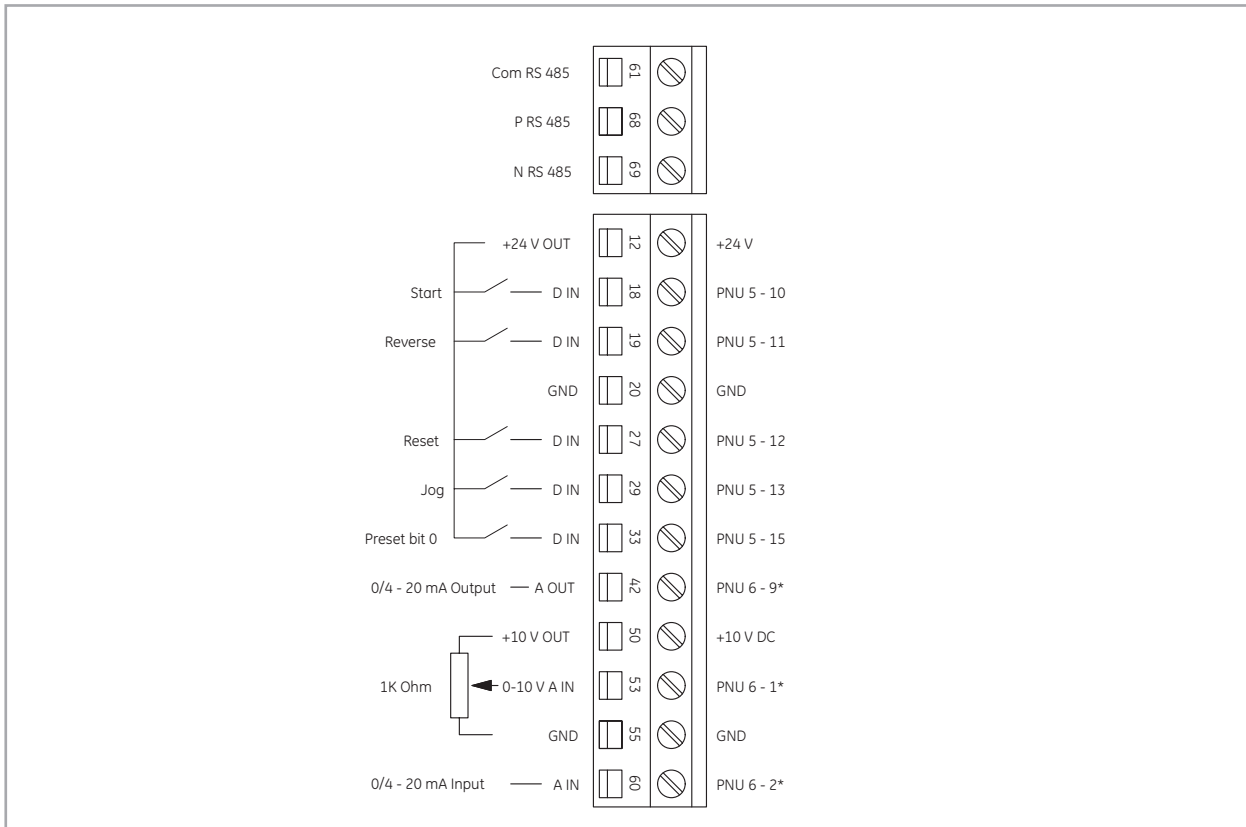 Com RS 485 61
P RS 485 68
N RS 485 69
+24 V OUT 12 +24 V
Start D IN 18 PNU 5 - 10
Reverse D IN 19 PNU 5 - 11
GND 20 GND
Reset D IN 27 PNU 5 - 12
Jog D IN 29 PNU 5 - 13
Preset bit 0 D IN 33 PNU 5 - 15
0/4 - 20 mA Output A OUT 42 PNU 6 - 9*
+10 V OUT 50 +10 V DC
1K Ohm 0-10 V A IN 53 PNU 6 - 1*
GND 55 GND
0/4 - 20 mA Input A IN 60 PNU 6 - 2*